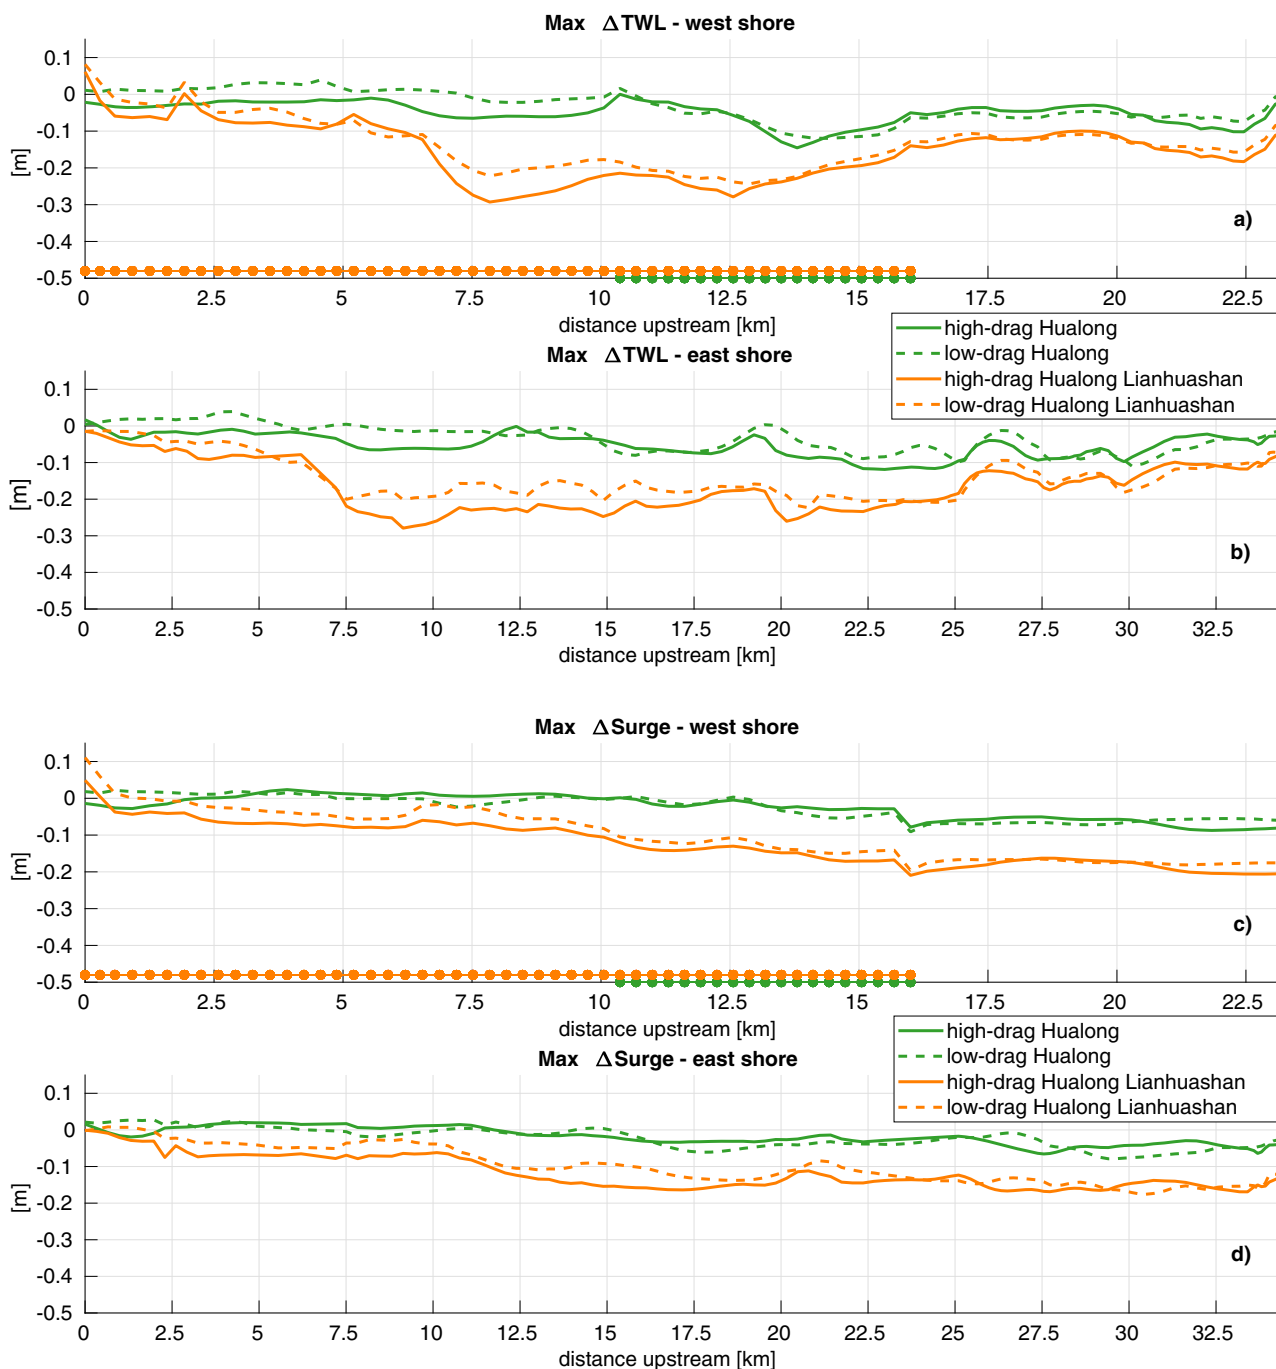 Max ΔTWL - west shore
0.1
0
-0.1
-0.2
-0.3
-0.4
-0.5
[m]
a)
0 2.5 5 7.5 10 12.5 15 17.5 20 22.5
distance upstream [km]
high-drag Hualong
low-drag Hualong
high-drag Hualong Lianhuashan
low-drag Hualong Lianhuashan
Max ΔTWL - east shore
0.1
0
-0.1
-0.2
-0.3
-0.4
-0.5
[m]
b)
0 2.5 5 7.5 10 12.5 15 17.5 20 22.5 25 27.5 30 32.5
distance upstream [km]
Max ΔSurge - west shore
0.1
0
-0.1
-0.2
-0.3
-0.4
-0.5
[m]
c)
0 2.5 5 7.5 10 12.5 15 17.5 20 22.5
distance upstream [km]
high-drag Hualong
low-drag Hualong
high-drag Hualong Lianhuashan
low-drag Hualong Lianhuashan
Max ΔSurge - east shore
0.1
0
-0.1
-0.2
-0.3
-0.4
-0.5
[m]
d)
0 2.5 5 7.5 10 12.5 15 17.5 20 22.5 25 27.5 30 32.5
distance upstream [km]